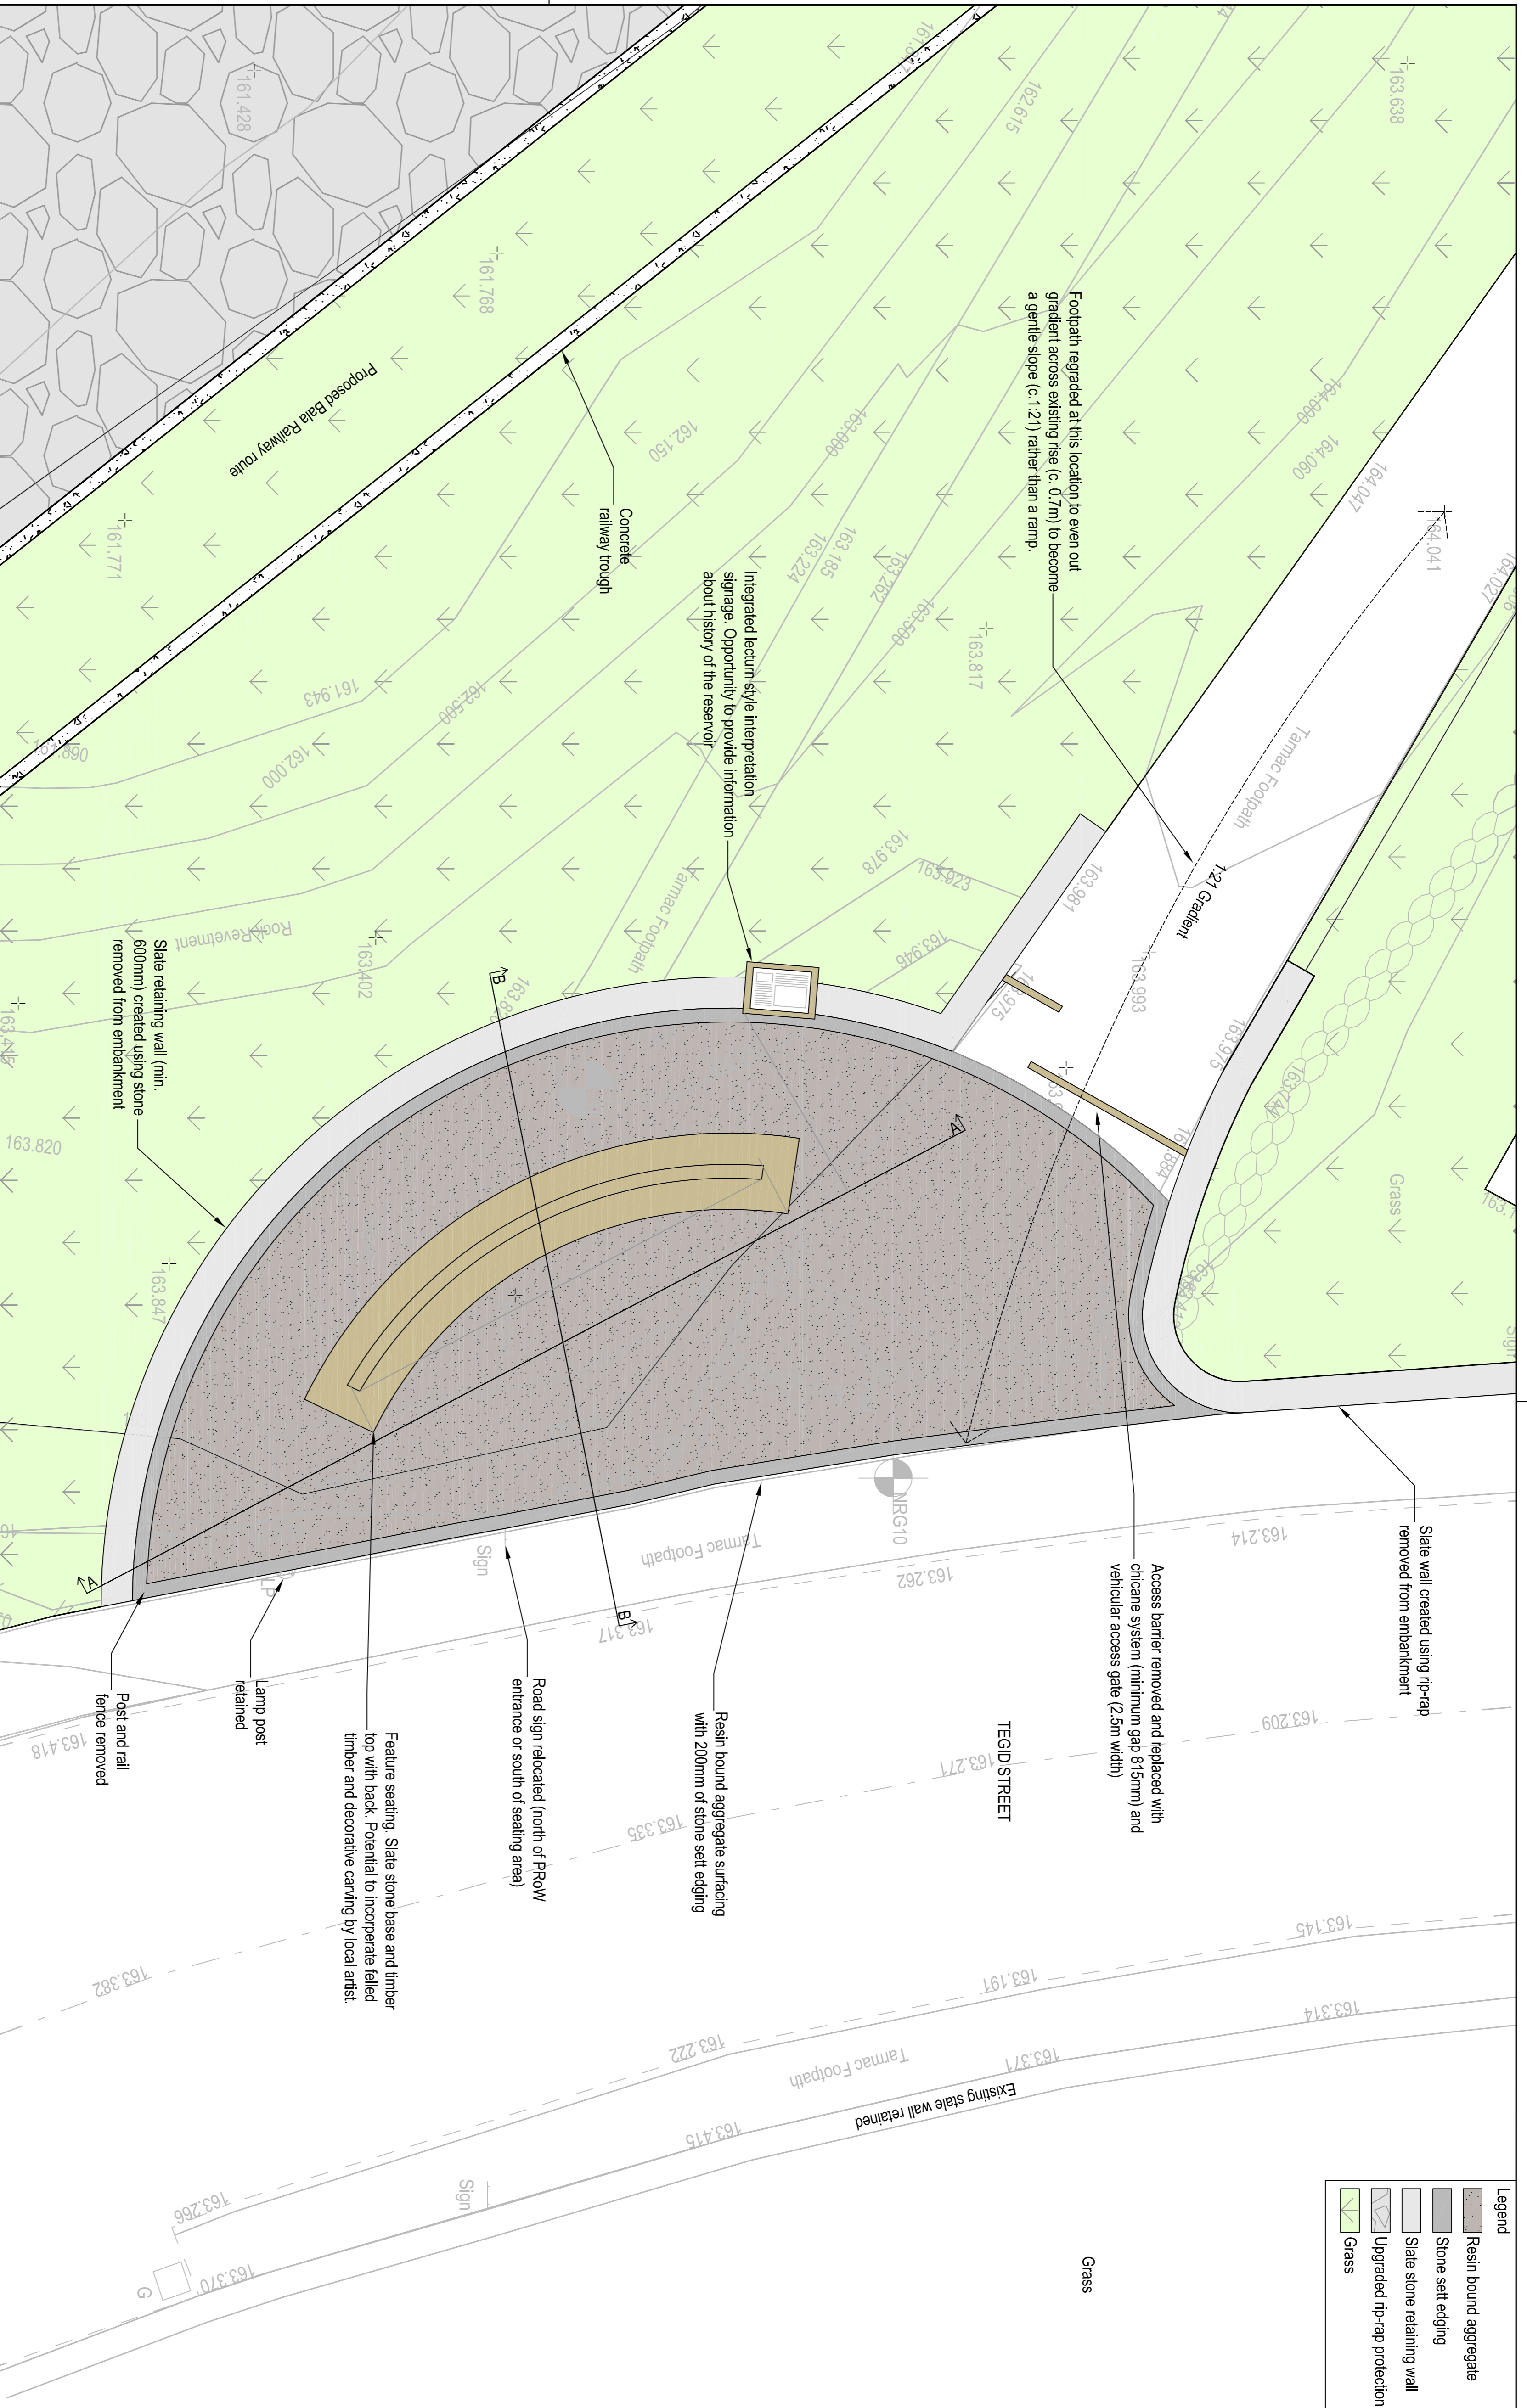 Legend
Resin bound aggregate
Stone sett edging
Slate stone retaining wall
Upgraded rip-rap protection
Grass
Slate wall created using rip-rap
removed from embankment
Access barrier removed and replaced with
chicane system (minimum gap 815mm) and
vehicular access gate (2.5m width)
TEGID STREET
Resin bound aggregate surfacing
with 200mm of stone sett edging
Road sign relocated (north of PRoW
entrance or south of seating area)
Feature seating. Slate stone base and timber
top with back. Potential to incorperate felled
timber and decorative carving by local artist.
Lamp post
retained
Post and rail
fence removed
Footpath regraded at this location to even out
gradient across existing rise (c. 0.7m) to become
a gentle slope (c.1:21) rather than a ramp.
Integrated lecturn style interpretation
signage. Opportunity to provide information
about history of the reservoir
Concrete
railway trough
Slate retaining wall (min.
600mm) created using stone
removed from embankment
Proposed Bala Railway route
1:21 Gradient
Existing stale wall retained
Grass
Grass
Tarmac Footpath
Tarmac Footpath
Tarmac Footpath
Tarmac Footpath
Rock Revetment
Sign
Sign
Sign
LP
G
NRG10
A
A
B
B
163.638
161.428
162.615
161.768
161.771
162.150
163.000
164.000
164.060
164.047
164.041
164.027
163.185
163.224
163.262
163.500
163.817
161.943
162.500
162.000
163.978
163.923
163.981
163.946
163.993
163.975
163.402
163.820
163.847
163.214
163.262
163.317
163.418
163.209
163.271
163.335
163.382
163.145
163.191
163.222
163.266
163.314
163.371
163.415
163.370